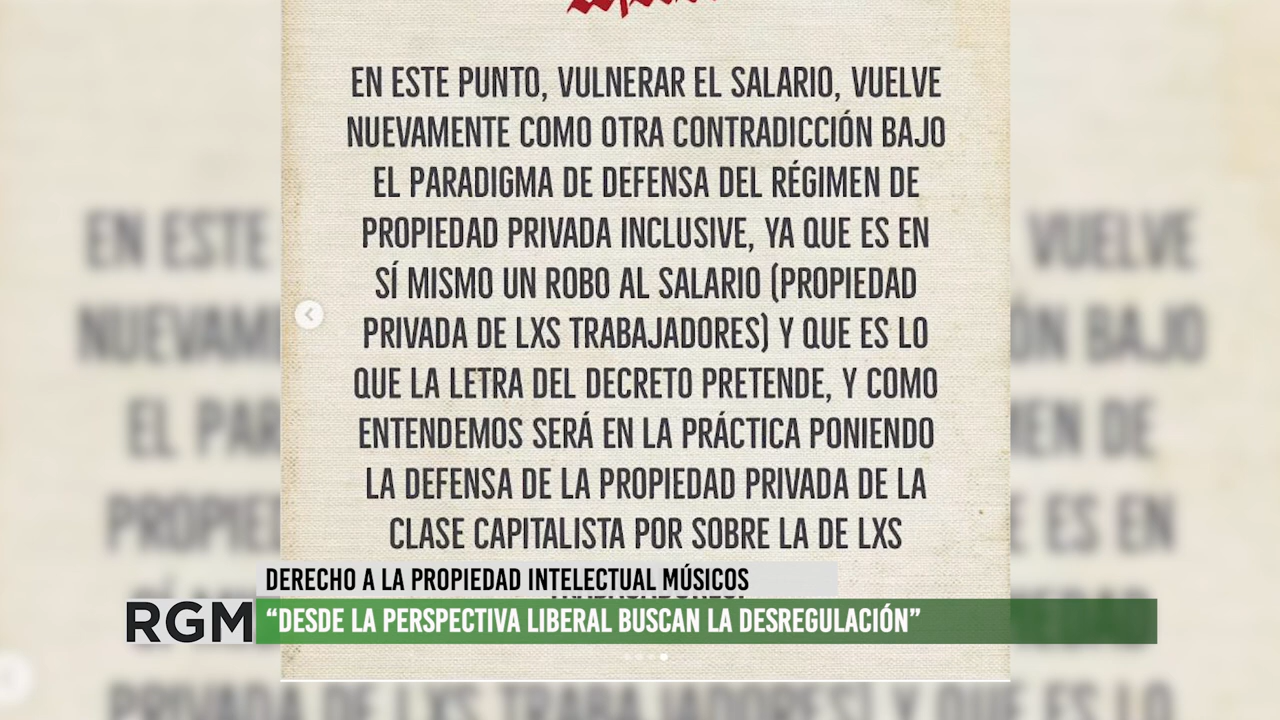 EN ESTE PUNTO, VULNERAR EL SALARIO, VUELVE
NUEVAMENTE COMO OTRA CONTRADICCIÓN BAJO
EL PARADIGMA DE DEFENSA DEL RÉGIMEN DE
PROPIEDAD PRIVADA INCLUSIVE, YA QUE ES EN
SÍ MISMO UN ROBO AL SALARIO (PROPIEDAD
PRIVADA DE LXS TRABAJADORES) Y QUE ES LO
QUE LA LETRA DEL DECRETO PRETENDE, Y COMO
ENTENDEMOS SERÁ EN LA PRÁCTICA PONIENDO
LA DEFENSA DE LA PROPIEDAD PRIVADA DE LA
CLASE CAPITALISTA POR SOBRE LA DE LXS
DERECHO A LA PROPIEDAD INTELECTUAL MÚSICOS
RGM
“DESDE LA PERSPECTIVA LIBERAL BUSCAN LA DESREGULACIÓN”